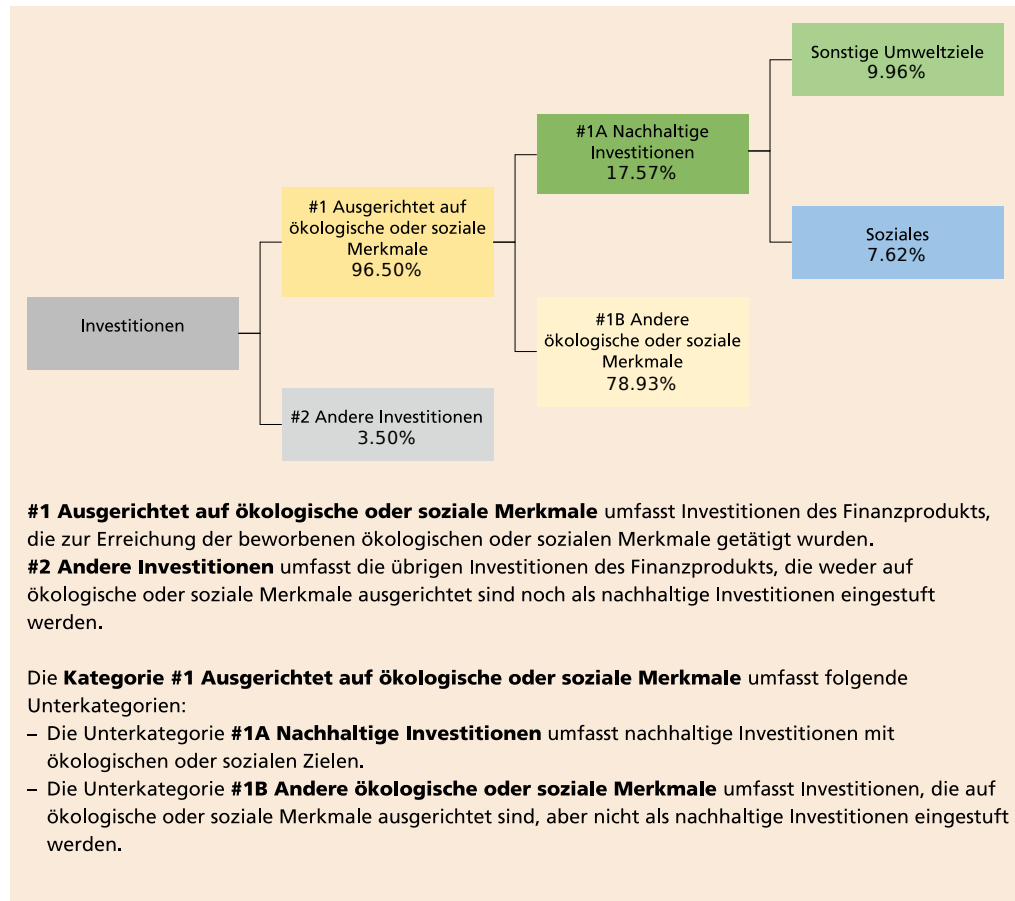 Sonstige Umweltziele
9.96%
#1A Nachhaltige
Investitionen
17.57%
#1 Ausgerichtet auf
ökologische oder soziale
Merkmale
96.50%
Soziales
7.62%
Investitionen
#1B Andere
ökologische oder soziale
Merkmale
78.93%
#2 Andere Investitionen
3.50%
#1 Ausgerichtet auf ökologische oder soziale Merkmale umfasst Investitionen des Finanzprodukts,
die zur Erreichung der beworbenen ökologischen oder sozialen Merkmale getätigt wurden.
#2 Andere Investitionen umfasst die übrigen Investitionen des Finanzprodukts, die weder auf
ökologische oder soziale Merkmale ausgerichtet sind noch als nachhaltige Investitionen eingestuft
werden.
Die Kategorie #1 Ausgerichtet auf ökologische oder soziale Merkmale umfasst folgende
Unterkategorien:
– Die Unterkategorie #1A Nachhaltige Investitionen umfasst nachhaltige Investitionen mit
ökologischen oder sozialen Zielen.
– Die Unterkategorie #1B Andere ökologische oder soziale Merkmale umfasst Investitionen, die auf
ökologische oder soziale Merkmale ausgerichtet sind, aber nicht als nachhaltige Investitionen eingestuft
werden.